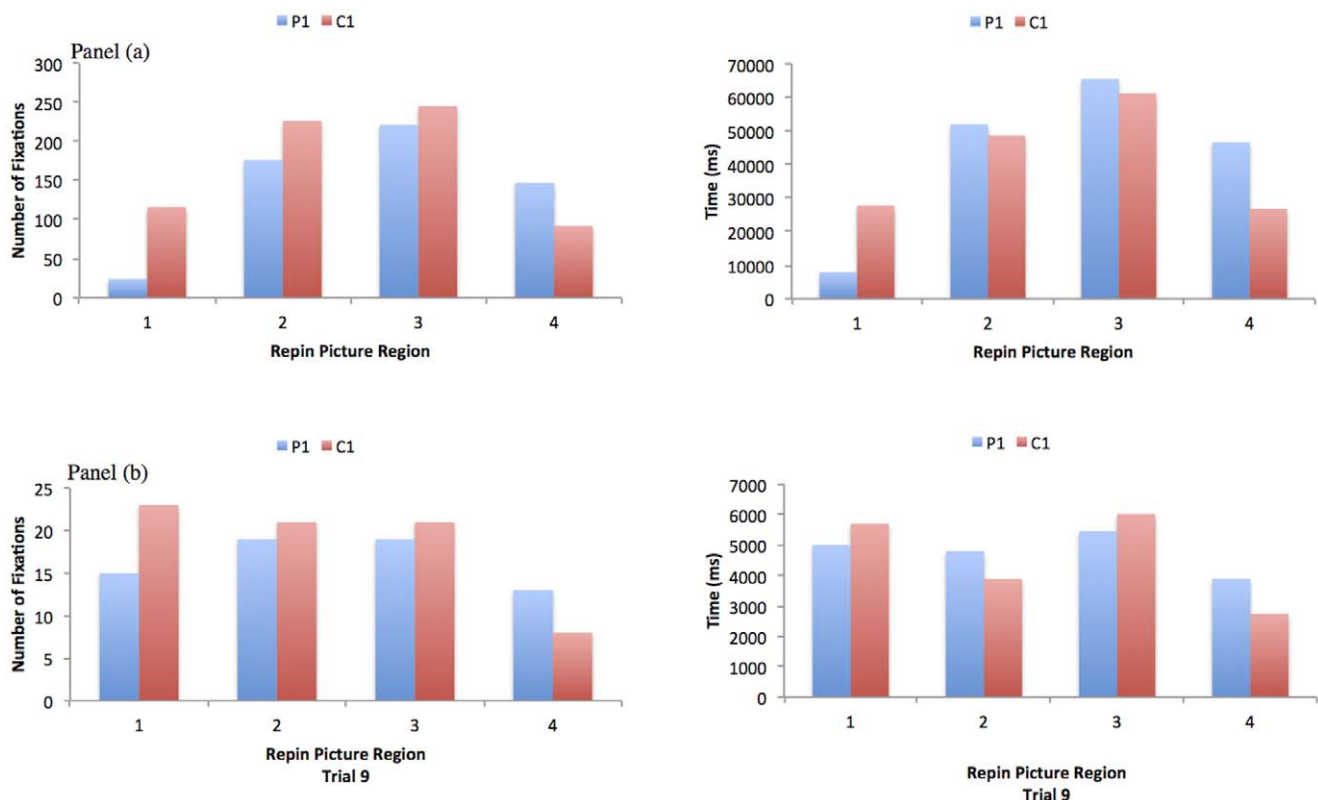 P1 C1
Panel (a)
300
250
200
150
100
50
0
Number of Fixations
1 2 3 4
Repin Picture Region
P1 C1
70000
60000
50000
40000
30000
20000
10000
0
Time (ms)
1 2 3 4
Repin Picture Region
P1 C1
Panel (b)
25
20
15
10
5
0
Number of Fixations
1 2 3 4
Repin Picture Region
Trial 9
P1 C1
7000
6000
5000
4000
3000
2000
1000
0
Time (ms)
1 2 3 4
Repin Picture Region
Trial 9